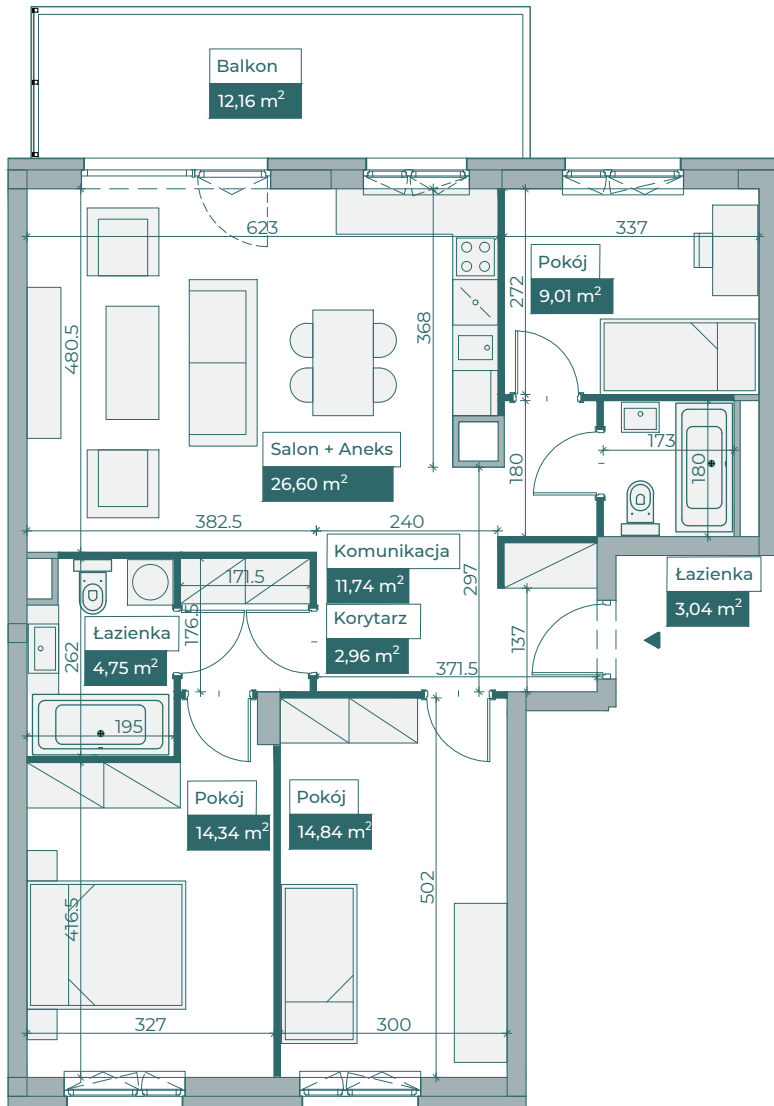 Balkon
12,16 m²
623
337
Pokój
9,01 m²
272
368
480.5
173
180
180
Salon + Aneks
26,60 m²
382.5
240
Komunikacja
11,74 m²
297
Łazienka
3,04 m²
171.5
176.5
Korytarz
2,96 m²
137
Łazienka
4,75 m²
262
371.5
195
Pokój
14,34 m²
Pokój
14,84 m²
502
416.5
327
300